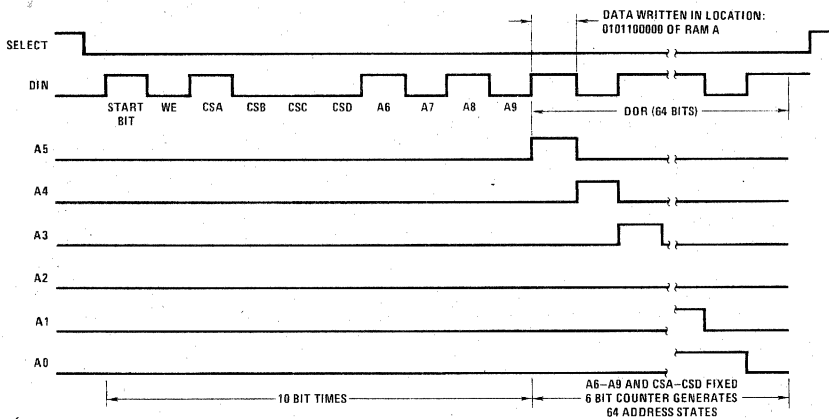 DATA WRITTEN IN LOCATION:
0101100000 OF RAM A
SELECT
DIN
START BIT
WE
CSA
CSB
CSC
CSD
A6
A7
A8
A9
DOR (64 BITS)
A5
A4
A3
A2
A1
A0
10 BIT TIMES
A6–A9 AND CSA–CSD FIXED
6 BIT COUNTER GENERATES
64 ADDRESS STATES